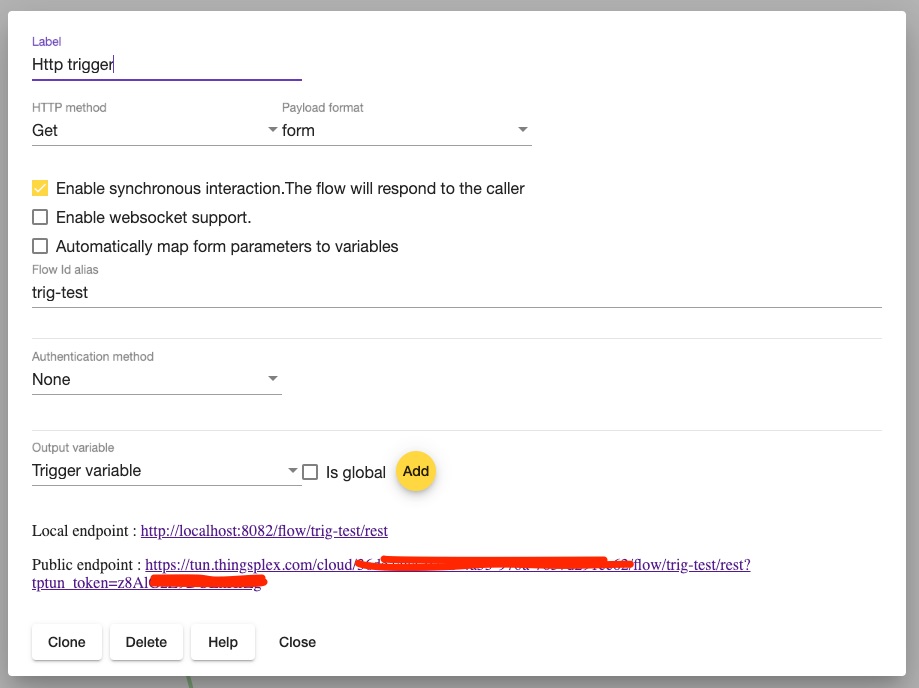 Label
Http trigger
HTTP method Payload format
Get form
Enable synchronous interaction.The flow will respond to the caller
Enable websocket support.
Automatically map form parameters to variables
Flow Id alias
trig-test
Authentication method
None
Output variable
Trigger variable Is global Add
Local endpoint : http://localhost:8082/flow/trig-test/rest
Public endpoint : https://tun.thingsplex.com/cloud/ /flow/trig-test/rest?
tptun_token=z8Al
Clone Delete Help Close